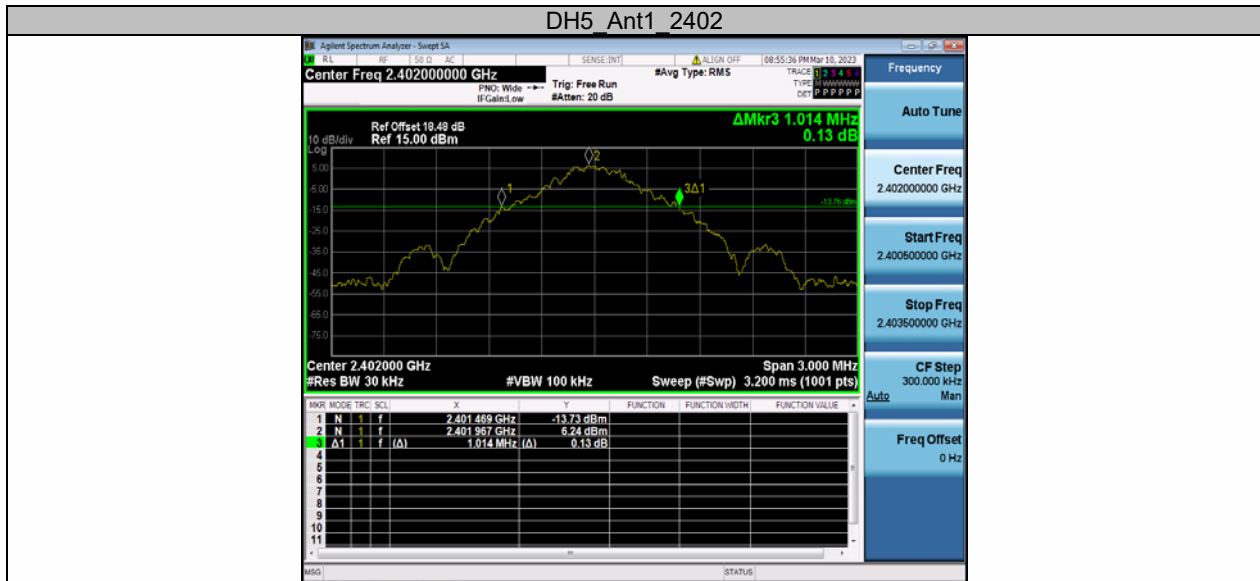 DH5_Ant1_2402
Agilent Spectrum Analyzer - Swept SA
RL RF 50 Ω AC SENSE:INT ALIGN OFF 08:55:36 PM Mar 10, 2023
Center Freq 2.402000000 GHz
PNO: Wide
IFGain:Low
Trig: Free Run
#Atten: 20 dB
#Avg Type: RMS
TRACE 1 2 3 4 5 6
TYPE M W W W W W
DET P P P P P P
ΔMkr3 1.014 MHz
0.13 dB
Ref Offset 18.48 dB
10 dB/div Ref 15.00 dBm
Log
5.00
-5.00
-15.0
-25.0
-35.0
-45.0
-55.0
-65.0
-75.0
1
2
3Δ1
-13.76 dBm
Center 2.402000 GHz Span 3.000 MHz
#Res BW 30 kHz #VBW 100 kHz Sweep (#Swp) 3.200 ms (1001 pts)
MKR MODE TRC SCL X Y FUNCTION FUNCTION WIDTH FUNCTION VALUE
1 N 1 f 2.401 469 GHz -13.73 dBm
2 N 1 f 2.401 967 GHz 6.24 dBm
3 Δ1 1 f (Δ) 1.014 MHz (Δ) 0.13 dB
4
5
6
7
8
9
10
11
MSG STATUS
Frequency
Auto Tune
Center Freq
2.402000000 GHz
Start Freq
2.400500000 GHz
Stop Freq
2.403500000 GHz
CF Step
300.000 kHz
Auto Man
Freq Offset
0 Hz